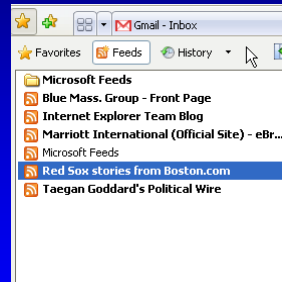 Gmail - Inbox
Favorites Feeds History
Microsoft Feeds
Blue Mass. Group - Front Page
Internet Explorer Team Blog
Marriott International (Official Site) - eBr...
Microsoft Feeds
Red Sox stories from Boston.com
Taegan Goddard's Political Wire